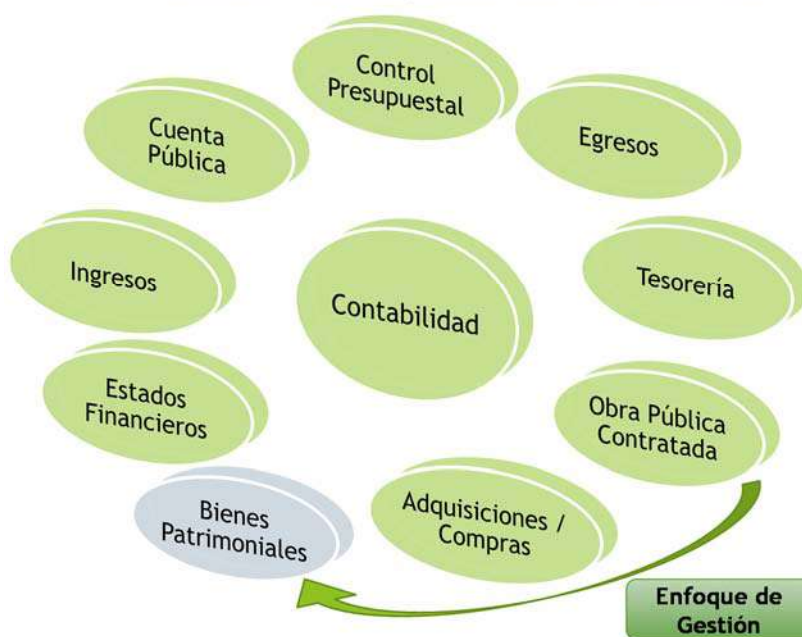 Control
Presupuestal
Egresos
Cuenta
Pública
Tesorería
Ingresos
Contabilidad
Obra Pública
Contratada
Estados
Financieros
Adquisiciones /
Compras
Bienes
Patrimoniales
Enfoque de
Gestión